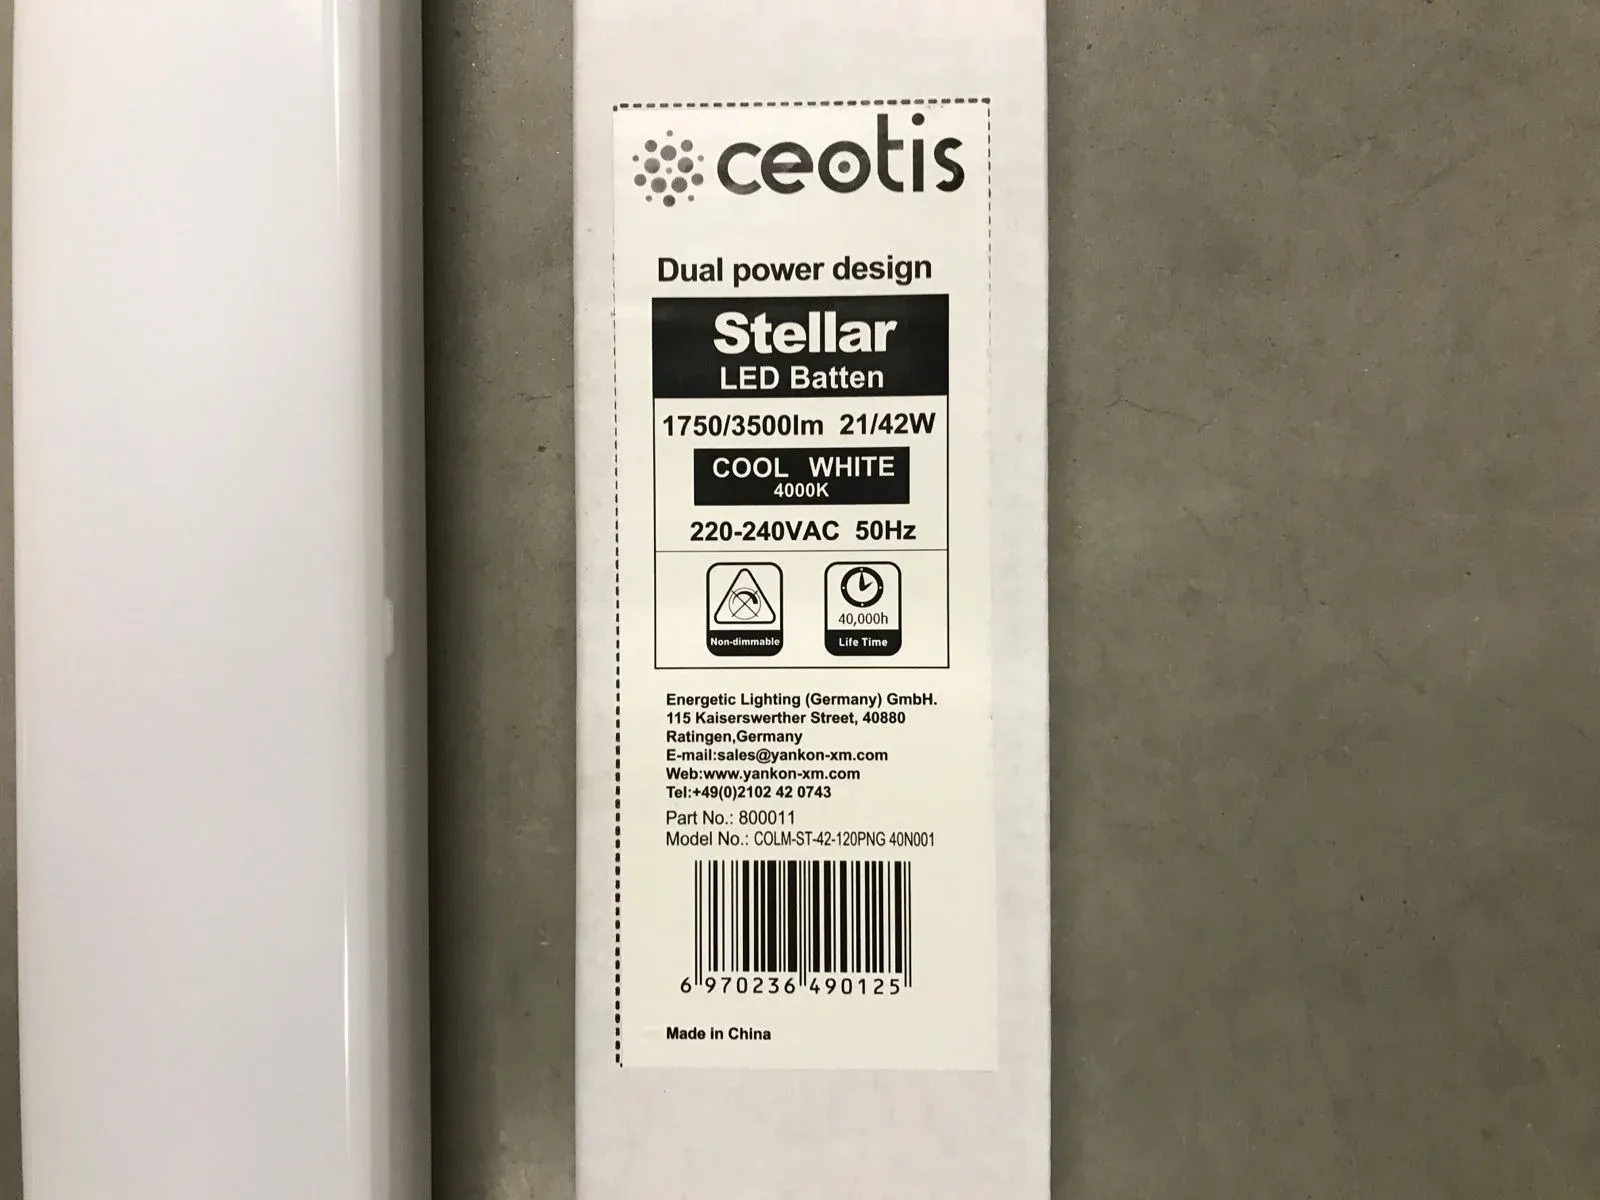 ceotis
Dual power design
Stellar
LED Batten
1750/3500lm 21/42W
COOL WHITE
4000K
220-240VAC 50Hz
40,000h
Non-dimmable
Life Time
Energetic Lighting (Germany) GmbH.
115 Kaiserswerther Street, 40880
Ratingen,Germany
E-mail:sales@yankon-xm.com
Web:www.yankon-xm.com
Tel:+49(0)2102 42 0743
Part No.: 800011
Model No.: COLM-ST-42-120PNG 40N001
6 970236 490125
Made in China